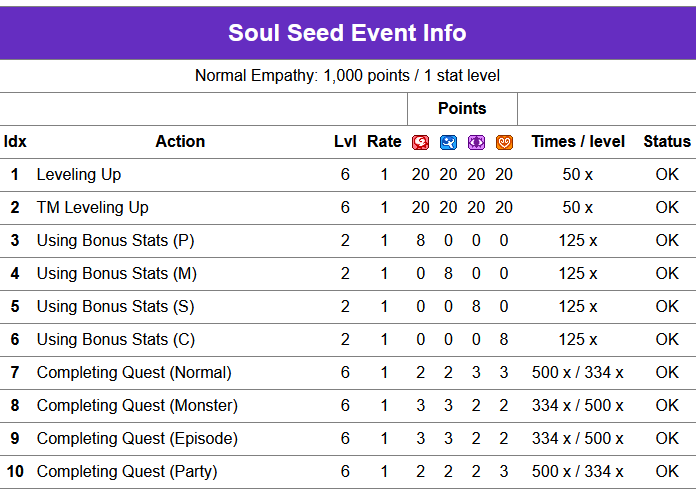 Soul Seed Event Info
Normal Empathy: 1,000 points / 1 stat level
Points
Idx Action Lvl Rate Times / level Status
1 Leveling Up 6 1 20 20 20 20 50 x OK
2 TM Leveling Up 6 1 20 20 20 20 50 x OK
3 Using Bonus Stats (P) 2 1 8 0 0 0 125 x OK
4 Using Bonus Stats (M) 2 1 0 8 0 0 125 x OK
5 Using Bonus Stats (S) 2 1 0 0 8 0 125 x OK
6 Using Bonus Stats (C) 2 1 0 0 0 8 125 x OK
7 Completing Quest (Normal) 6 1 2 2 3 3 500 x / 334 x OK
8 Completing Quest (Monster) 6 1 3 3 2 2 334 x / 500 x OK
9 Completing Quest (Episode) 6 1 3 3 2 2 334 x / 500 x OK
10 Completing Quest (Party) 6 1 2 2 2 3 500 x / 334 x OK